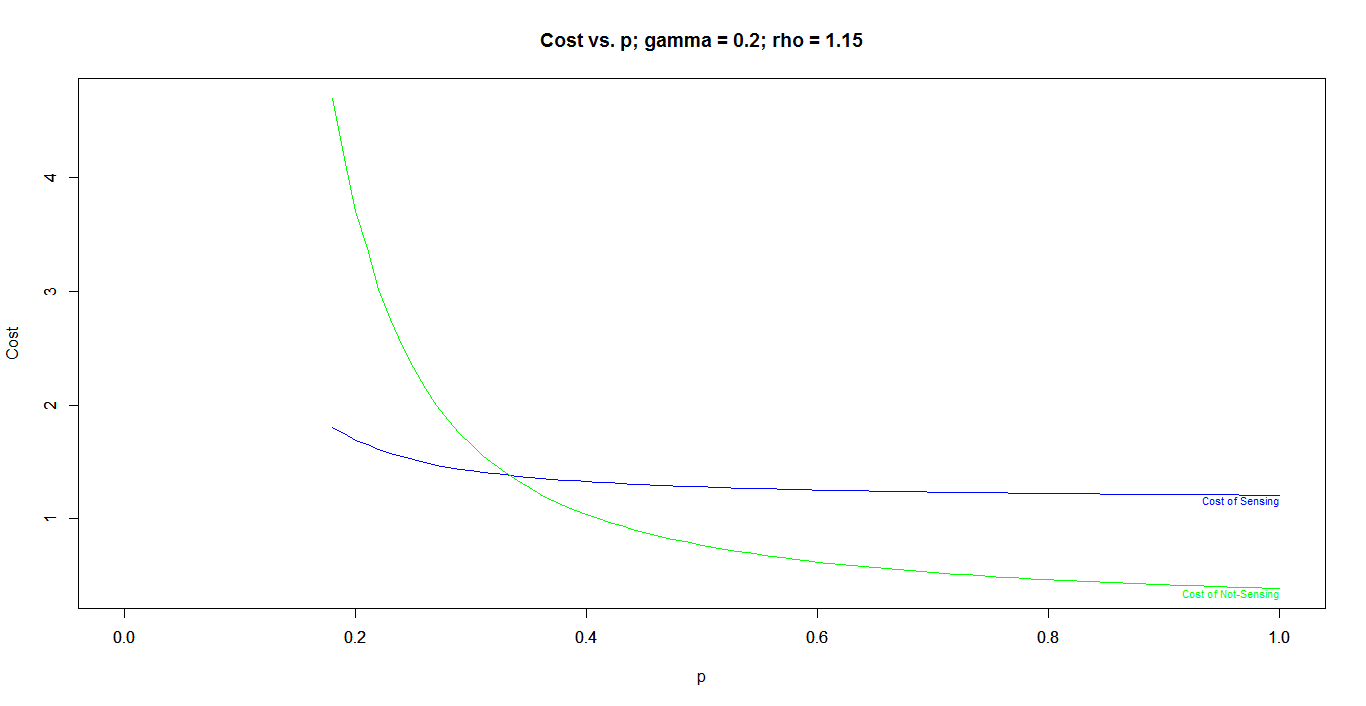 Cost vs. p; gamma = 0.2; rho = 1.15
4
3
2
1
Cost
Cost of Sensing
Cost of Not-Sensing
0.0 0.2 0.4 0.6 0.8 1.0
p